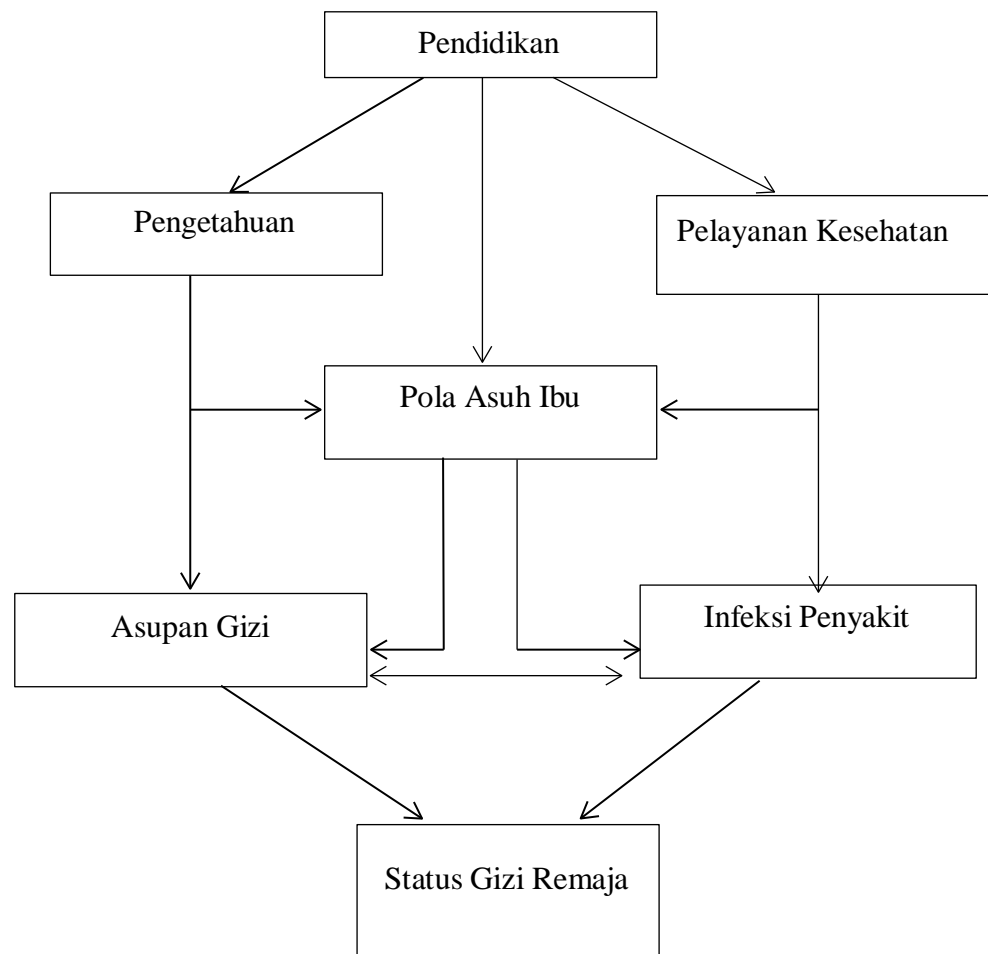 Pendidikan
Pengetahuan
Pelayanan Kesehatan
Pola Asuh Ibu
Asupan Gizi
Infeksi Penyakit
Status Gizi Remaja